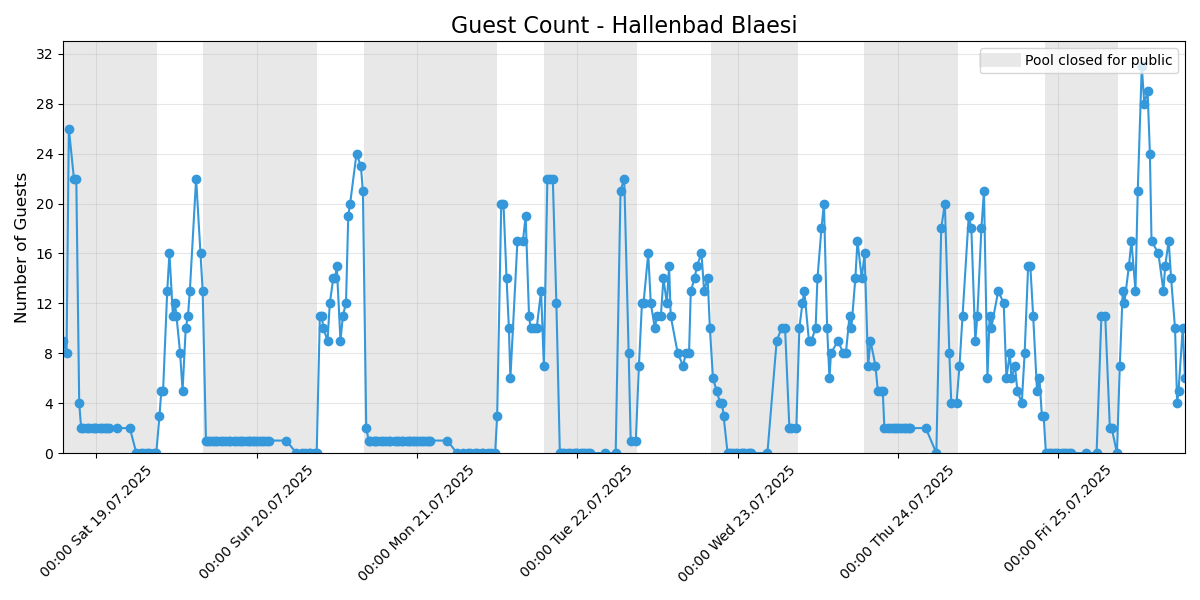 Guest Count - Hallenbad Blaesi
Pool closed for public
Number of Guests
32
28
24
20
16
12
8
4
0
00:00 Sat 19.07.2025
00:00 Sun 20.07.2025
00:00 Mon 21.07.2025
00:00 Tue 22.07.2025
00:00 Wed 23.07.2025
00:00 Thu 24.07.2025
00:00 Fri 25.07.2025